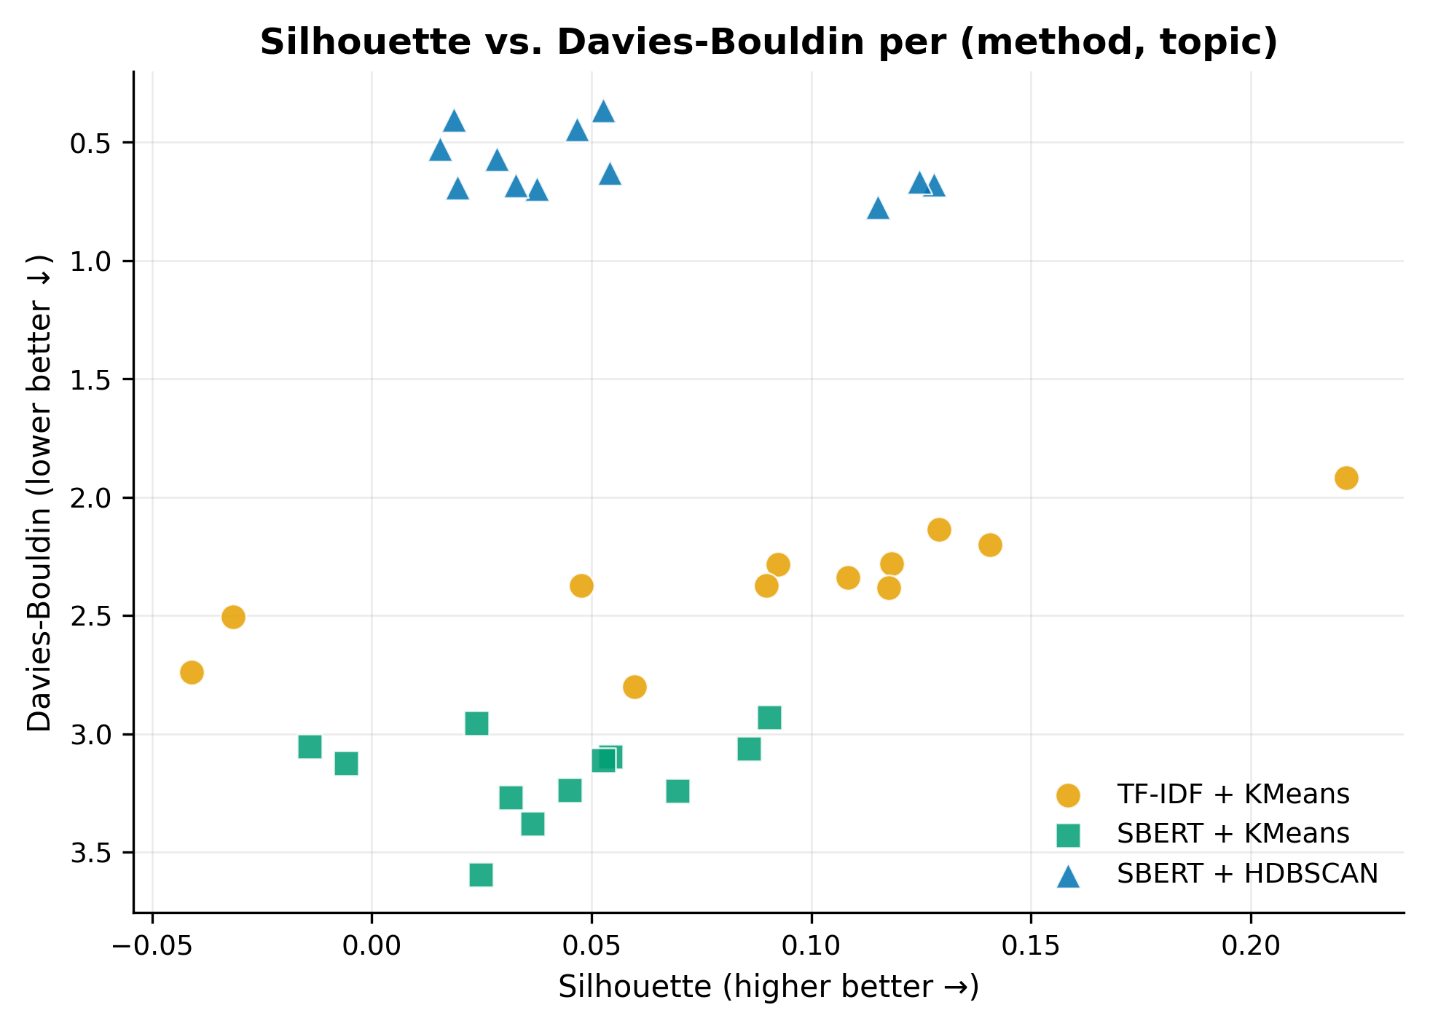 Silhouette vs. Davies-Bouldin per (method, topic)
Davies-Bouldin (lower better ↓)
0.5
1.0
1.5
2.0
2.5
3.0
3.5
TF-IDF + KMeans
SBERT + KMeans
SBERT + HDBSCAN
−0.05
0.00
0.05
0.10
0.15
0.20
Silhouette (higher better →)